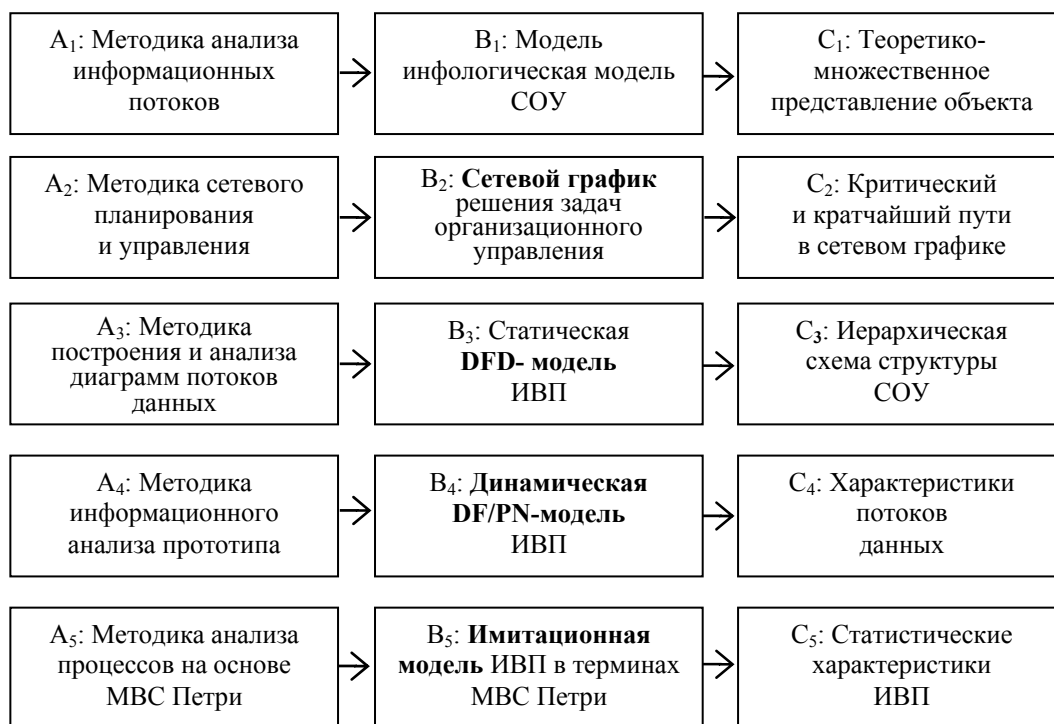 A₁: Методика анализа
информационных
потоков
B₁: Модель
инфологическая модель
СОУ
C₁: Теоретико-
множественное
представление объекта
A₂: Методика сетевого
планирования
и управления
B₂: Сетевой график
решения задач
организационного
управления
C₂: Критический
и кратчайший пути
в сетевом графике
A₃: Методика
построения и анализа
диаграмм потоков
данных
B₃: Статическая
DFD- модель
ИВП
C₃: Иерархическая
схема структуры
СОУ
A₄: Методика
информационного
анализа прототипа
B₄: Динамическая
DF/PN-модель
ИВП
C₄: Характеристики
потоков
данных
A₅: Методика анализа
процессов на основе
МВС Петри
B₅: Имитационная
модель ИВП в терминах
МВС Петри
C₅: Статистические
характеристики
ИВП